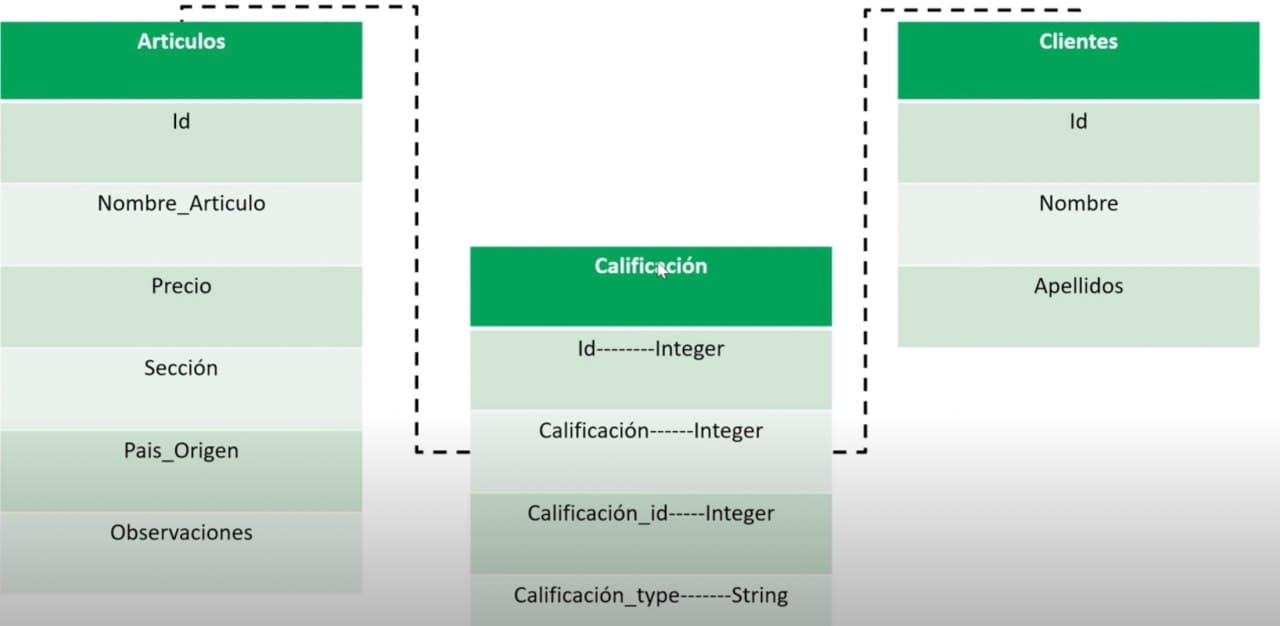 Articulos
Id
Nombre_Articulo
Precio
Sección
Pais_Origen
Observaciones
Calificación
Id--------Integer
Calificación------Integer
Calificación_id-----Integer
Calificación_type-------String
Clientes
Id
Nombre
Apellidos